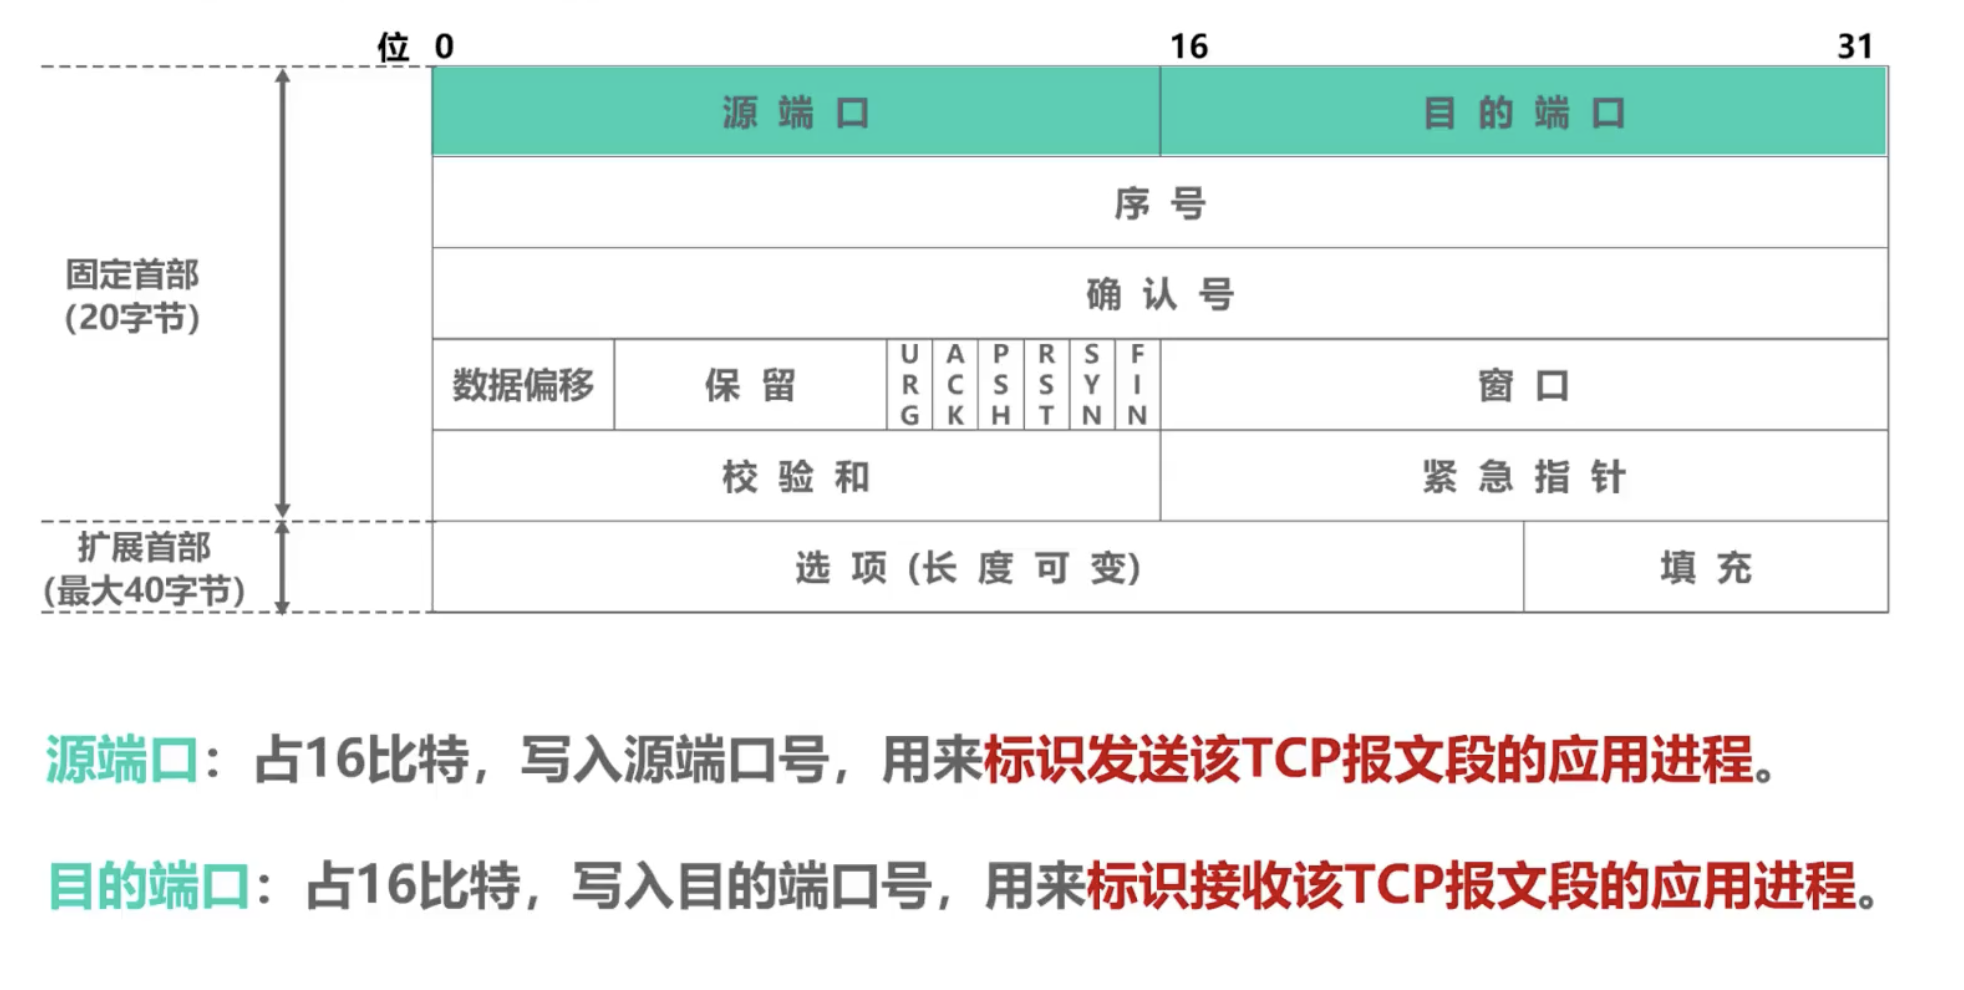 位 0 16 31
源端口 目的端口
序号
固定首部
(20字节)
确认号
数据偏移 保留 URG ACK PSH RST SYN FIN 窗口
校验和 紧急指针
扩展首部
(最大40字节)
选项(长度可变) 填充
源端口：占16比特，写入源端口号，用来标识发送该TCP报文段的应用进程。
目的端口：占16比特，写入目的端口号，用来标识接收该TCP报文段的应用进程。